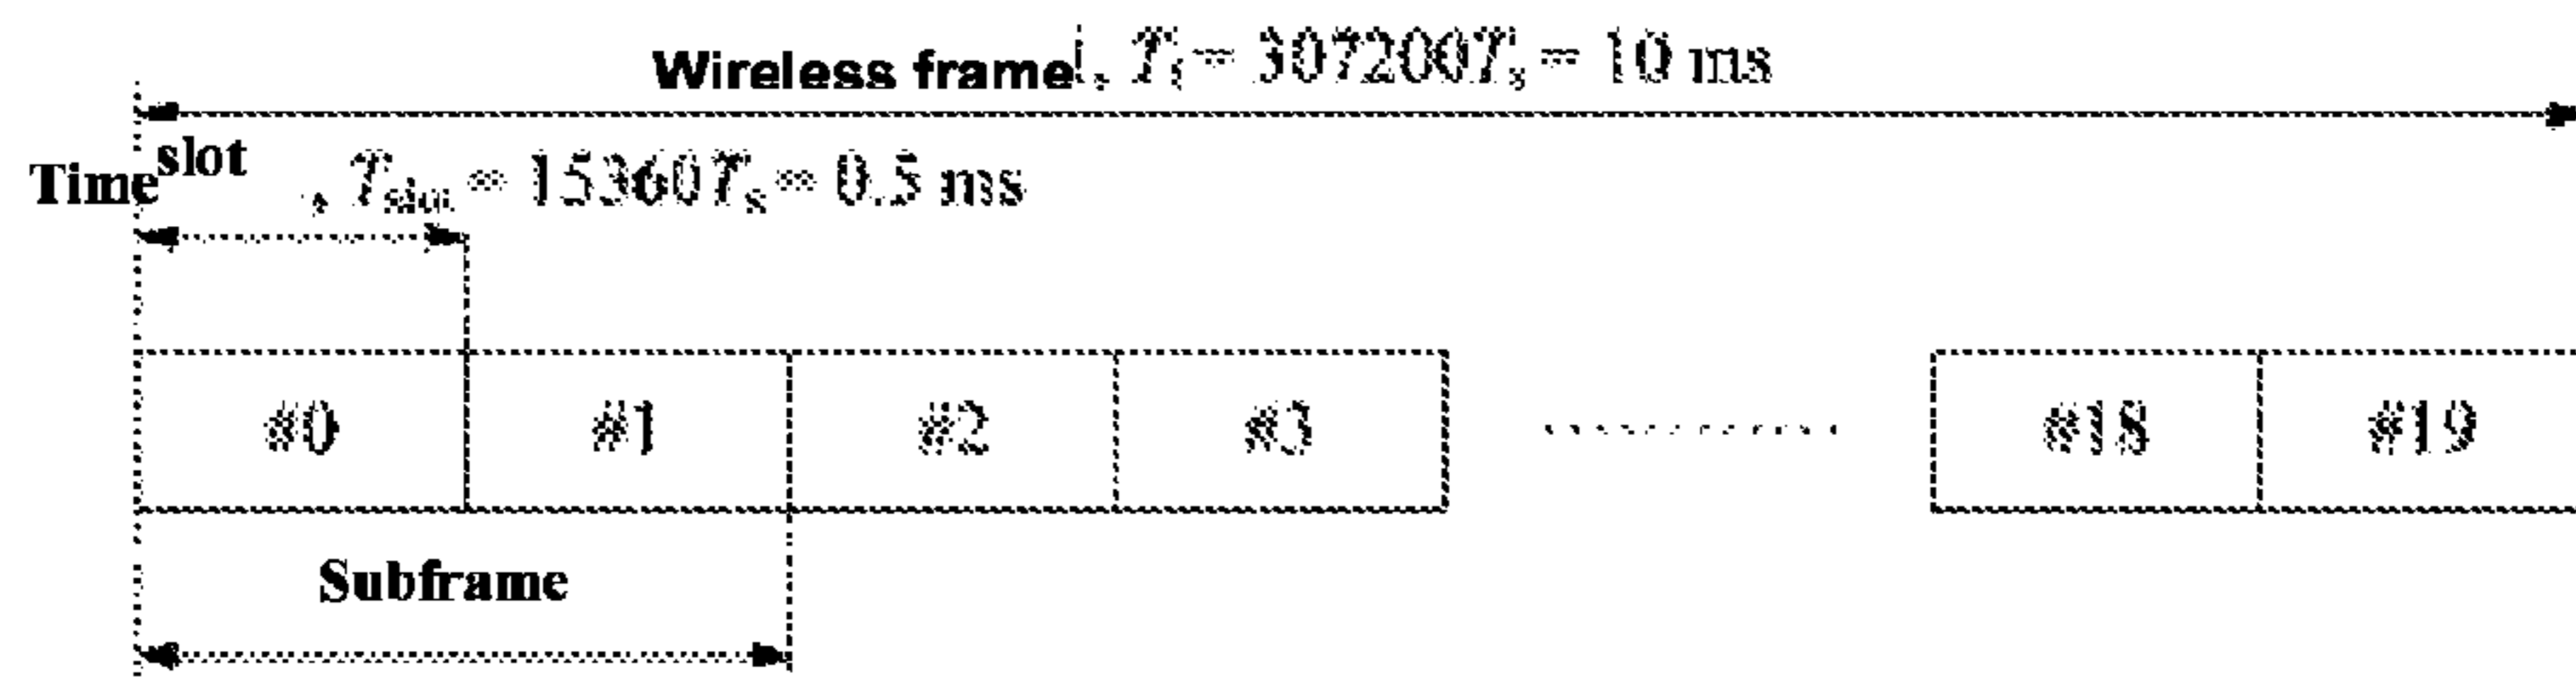 Wireless frame, Tf = 307200Ts = 10 ms
Time slot, Tslot = 15360Ts = 0.5 ms
#0 #1 #2 #3 ........... #18 #19
Subframe